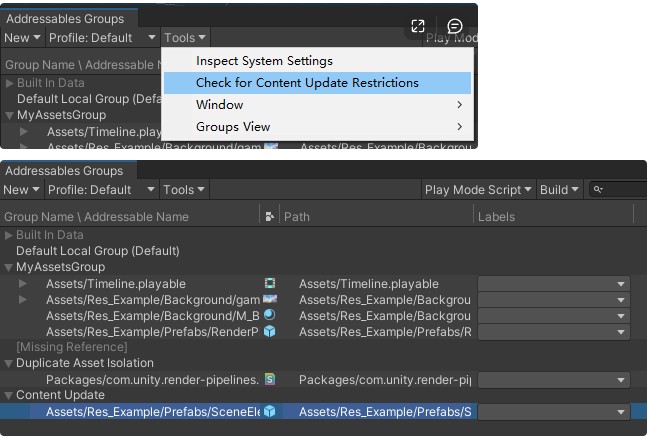 Addressables Groups
New Profile: Default Tools Play Mo
Inspect System Settings
Group Name \ Addressable N
Check for Content Update Restrictions
Built In Data
Window
Default Local Group (Defa
MyAssetsGroup
Groups View
Assets/Timeline.playa
Assets/Res_Example/Background/gam Assets/Res_Example/Backgrou
Addressables Groups
New Profile: Default Tools Play Mode Script Build
Group Name \ Addressable Name Path Labels
Built In Data
Default Local Group (Default)
MyAssetsGroup
Assets/Timeline.playable Assets/Timeline.playable
Assets/Res_Example/Background/gam Assets/Res_Example/Backgrou
Assets/Res_Example/Background/M_B Assets/Res_Example/Backgrou
Assets/Res_Example/Prefabs/RenderP Assets/Res_Example/Prefabs/R
[Missing Reference]
Duplicate Asset Isolation
Packages/com.unity.render-pipelines. Packages/com.unity.render-pip
Content Update
Assets/Res_Example/Prefabs/SceneEle Assets/Res_Example/Prefabs/S